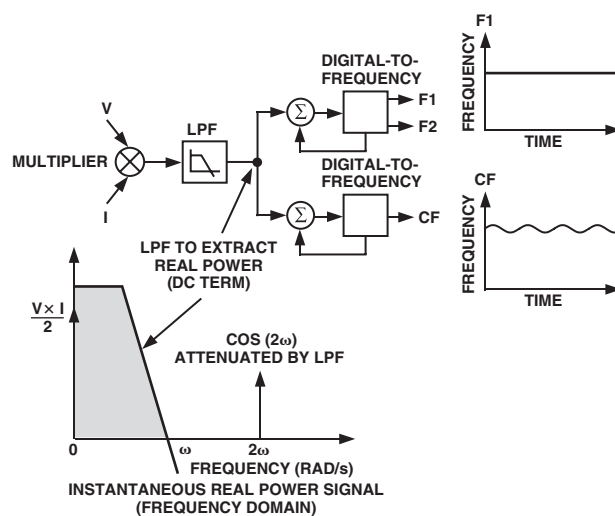 V
MULTIPLIER
I
LPF
DIGITAL-TO-
FREQUENCY
Σ
F1
F2
DIGITAL-TO-
FREQUENCY
Σ
CF
F1
FREQUENCY
TIME
CF
FREQUENCY
TIME
LPF TO EXTRACT
REAL POWER
(DC TERM)
V × I
2
COS (2ω)
ATTENUATED BY LPF
0
ω
2ω
FREQUENCY (RAD/s)
INSTANTANEOUS REAL POWER SIGNAL
(FREQUENCY DOMAIN)